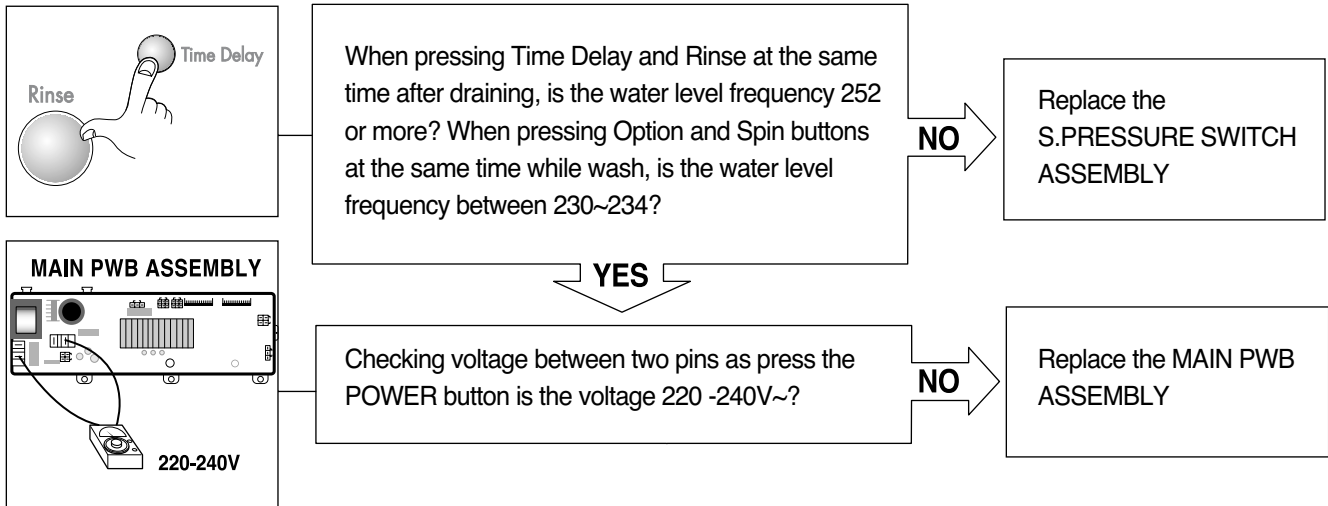 Time Delay
Rinse
When pressing Time Delay and Rinse at the same
time after draining, is the water level frequency 252
or more? When pressing Option and Spin buttons
at the same time while wash, is the water level
frequency between 230~234?
NO
Replace the
S.PRESSURE SWITCH
ASSEMBLY
YES
MAIN PWB ASSEMBLY
220-240V
Checking voltage between two pins as press the
POWER button is the voltage 220 -240V~?
NO
Replace the MAIN PWB
ASSEMBLY